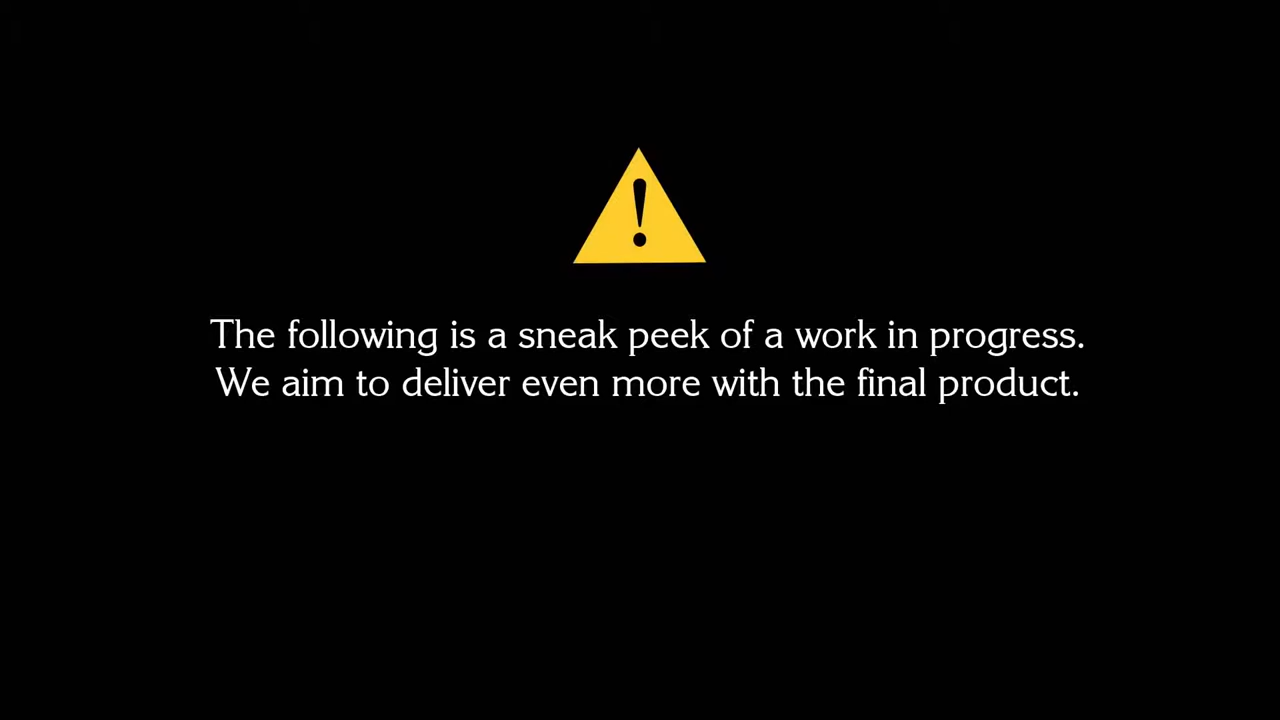 The following is a sneak peek of a work in progress.
We aim to deliver even more with the final product.